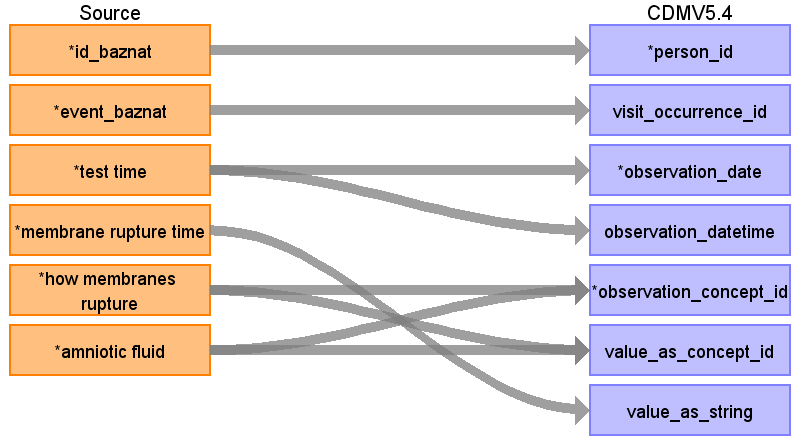 Source
CDMV5.4
*id_baznat
*person_id
*event_baznat
visit_occurrence_id
*test time
*observation_date
*membrane rupture time
observation_datetime
*how membranes
rupture
*observation_concept_id
*amniotic fluid
value_as_concept_id
value_as_string